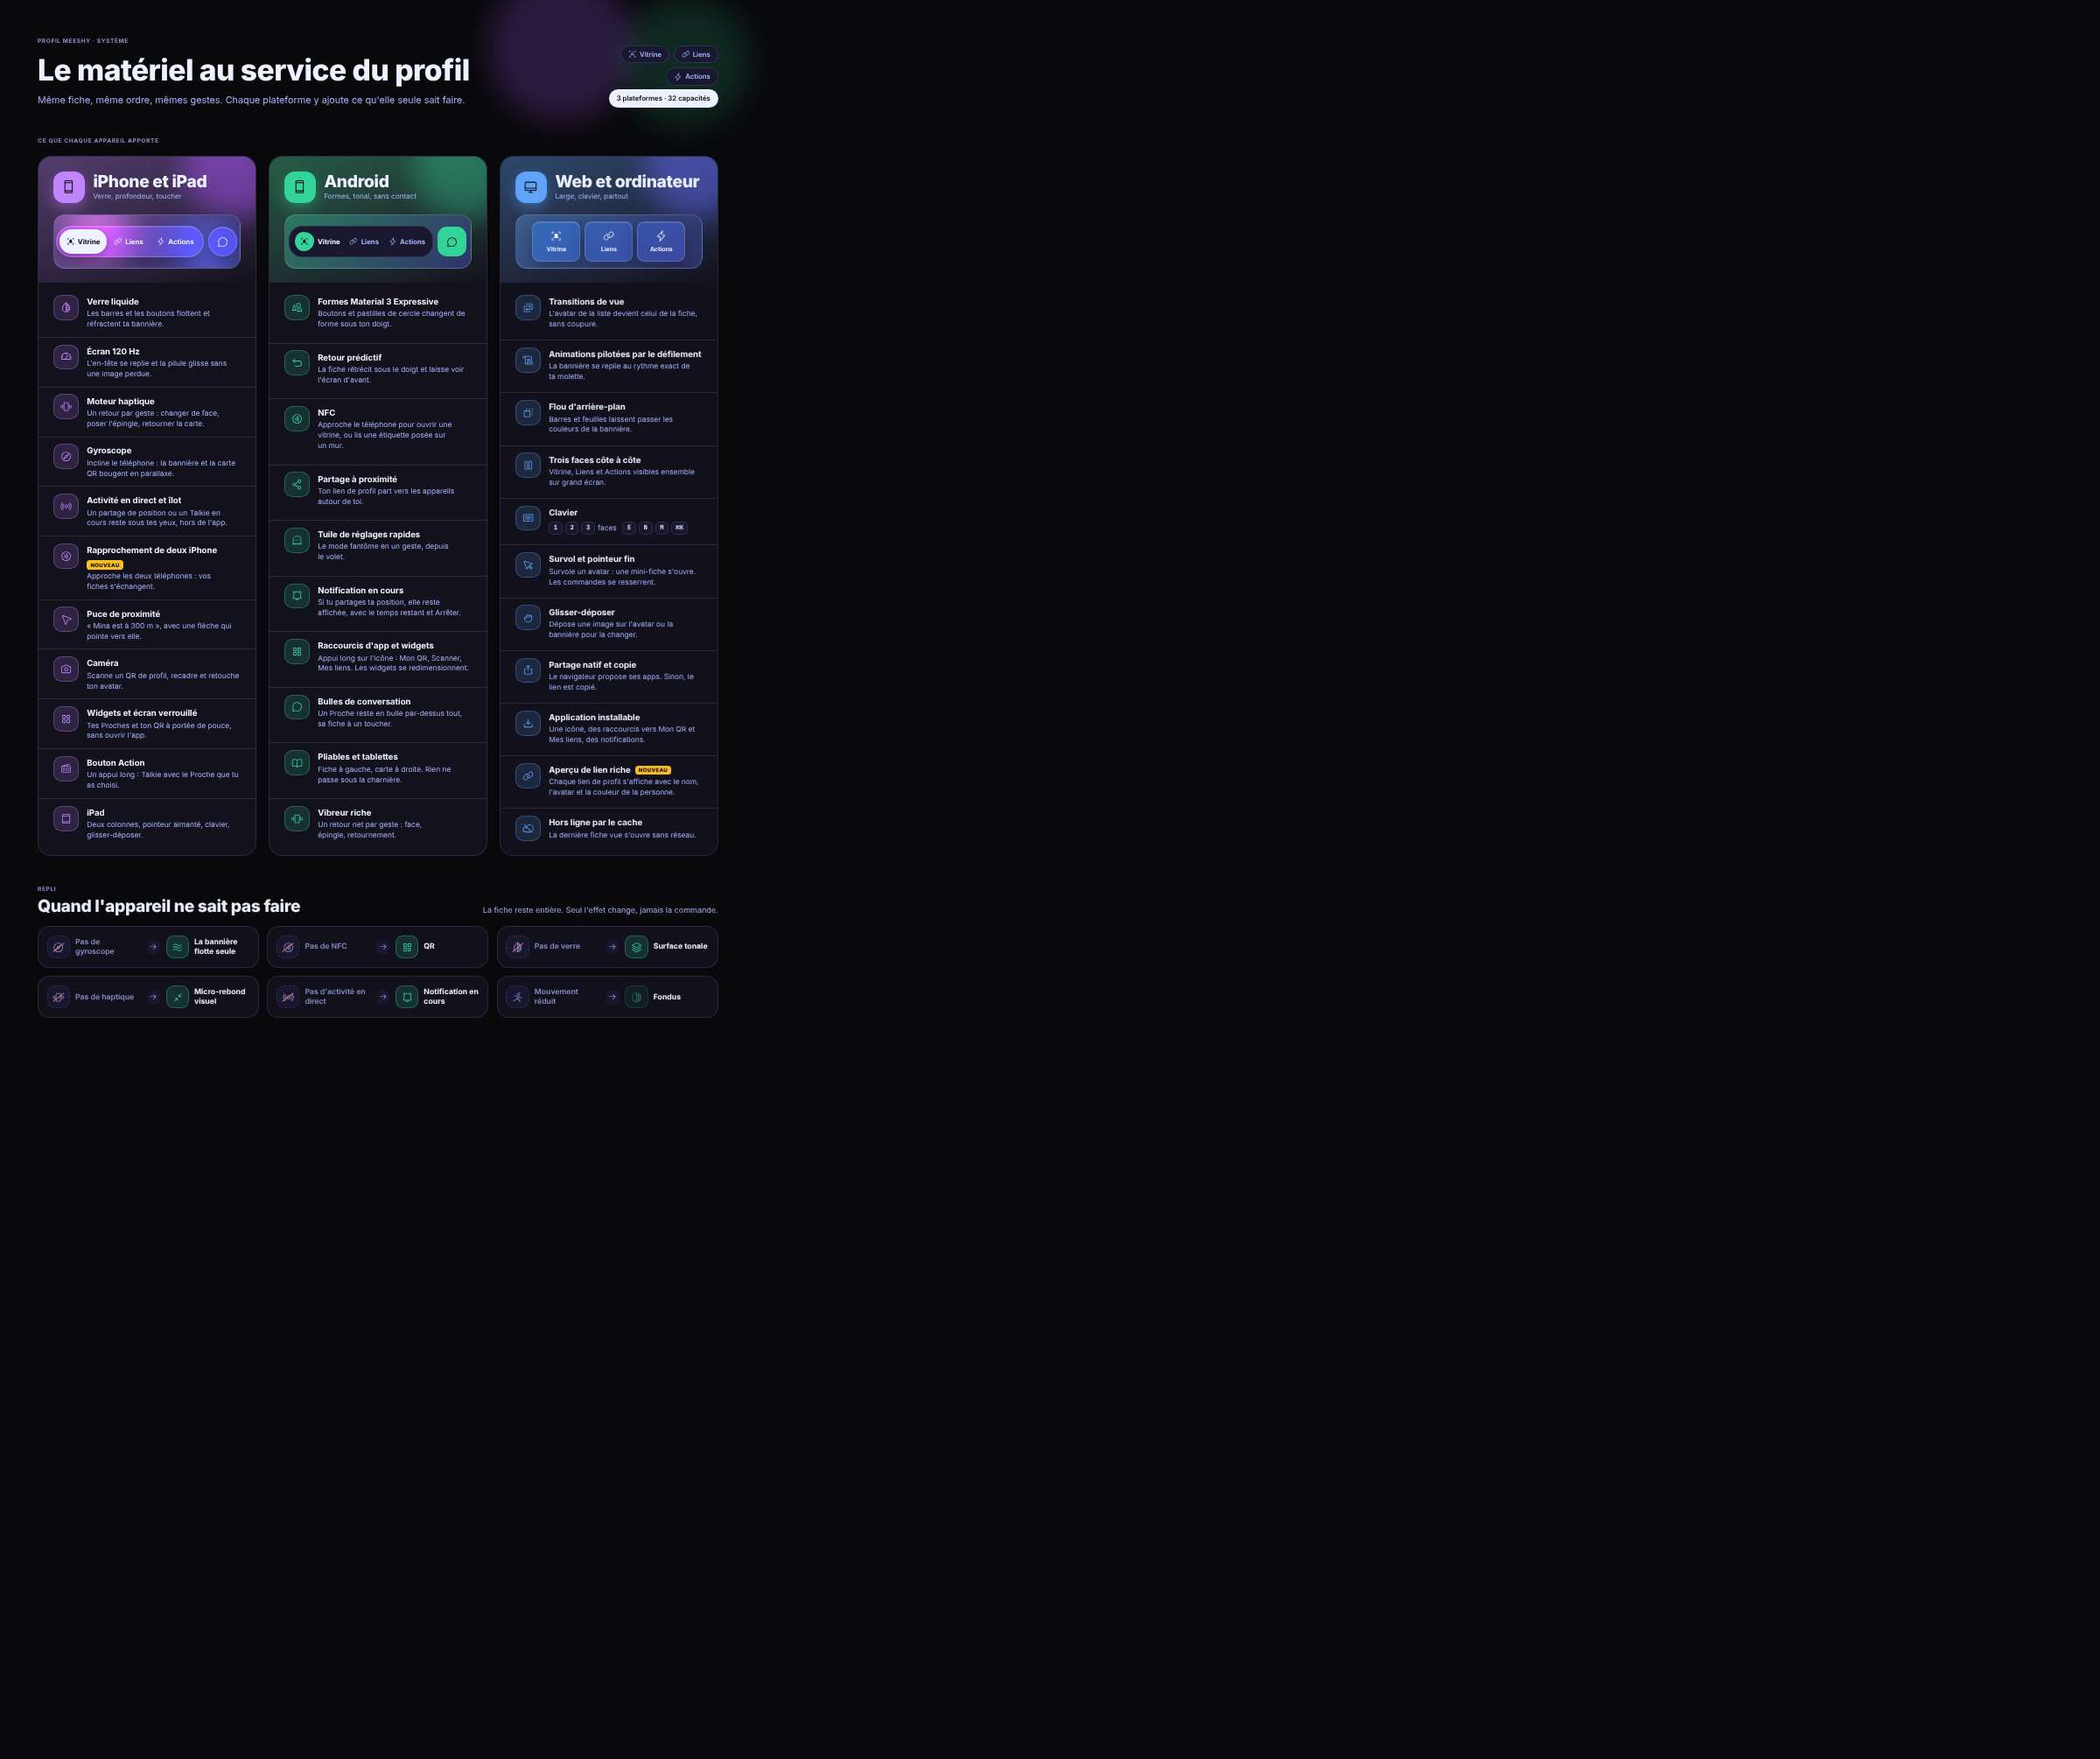 PROFIL MEESHY · SYSTÈME
Le matériel au service du profil
Même fiche, même ordre, mêmes gestes. Chaque plateforme y ajoute ce qu'elle seule sait faire.
Vitrine
Liens
Actions
3 plateformes · 32 capacités
CE QUE CHAQUE APPAREIL APPORTE
iPhone et iPad
Verre, profondeur, toucher
Vitrine
Liens
Actions
Verre liquide
Les barres et les boutons flottent et
réfractent ta bannière.
Écran 120 Hz
L'en-tête se replie et la pilule glisse sans
une image perdue.
Moteur haptique
Un retour par geste : changer de face,
poser l'épingle, retourner la carte.
Gyroscope
Incline le téléphone : la bannière et la carte
QR bougent en parallaxe.
Activité en direct et îlot
Un partage de position ou un Talkie en
cours reste sous tes yeux, hors de l'app.
Rapprochement de deux iPhone
NOUVEAU
Approche les deux téléphones : vos
fiches s'échangent.
Puce de proximité
« Mina est à 300 m », avec une flèche qui
pointe vers elle.
Caméra
Scanne un QR de profil, recadre et retouche
ton avatar.
Widgets et écran verrouillé
Tes Proches et ton QR à portée de pouce,
sans ouvrir l'app.
Bouton Action
Un appui long : Talkie avec le Proche que tu
as choisi.
iPad
Deux colonnes, pointeur aimanté, clavier,
glisser-déposer.
Android
Formes, tonal, sans contact
Vitrine
Liens
Actions
Formes Material 3 Expressive
Boutons et pastilles de cercle changent de
forme sous ton doigt.
Retour prédictif
La fiche rétrécit sous le doigt et laisse voir
l'écran d'avant.
NFC
Approche le téléphone pour ouvrir une
vitrine, ou lis une étiquette posée sur
un mur.
Partage à proximité
Ton lien de profil part vers les appareils
autour de toi.
Tuile de réglages rapides
Le mode fantôme en un geste, depuis
le volet.
Notification en cours
Si tu partages ta position, elle reste
affichée, avec le temps restant et Arrêter.
Raccourcis d'app et widgets
Appui long sur l'icône : Mon QR, Scanner,
Mes liens. Les widgets se redimensionnent.
Bulles de conversation
Un Proche reste en bulle par-dessus tout,
sa fiche à un toucher.
Pliables et tablettes
Fiche à gauche, carte à droite. Rien ne
passe sous la charnière.
Vibreur riche
Un retour net par geste : face,
épingle, retournement.
Web et ordinateur
Large, clavier, partout
Vitrine
Liens
Actions
Transitions de vue
L'avatar de la liste devient celui de la fiche,
sans coupure.
Animations pilotées par le défilement
La bannière se replie au rythme exact de
ta molette.
Flou d'arrière-plan
Barres et feuilles laissent passer les
couleurs de la bannière.
Trois faces côte à côte
Vitrine, Liens et Actions visibles ensemble
sur grand écran.
Clavier
1 2 3 faces E N M ⌘K
Survol et pointeur fin
Survole un avatar : une mini-fiche s'ouvre.
Les commandes se resserrent.
Glisser-déposer
Dépose une image sur l'avatar ou la
bannière pour la changer.
Partage natif et copie
Le navigateur propose ses apps. Sinon, le
lien est copié.
Application installable
Une icône, des raccourcis vers Mon QR et
Mes liens, des notifications.
Aperçu de lien riche NOUVEAU
Chaque lien de profil s'affiche avec le nom,
l'avatar et la couleur de la personne.
Hors ligne par le cache
La dernière fiche vue s'ouvre sans réseau.
REPLI
Quand l'appareil ne sait pas faire
La fiche reste entière. Seul l'effet change, jamais la commande.
Pas de
gyroscope
La bannière
flotte seule
Pas de NFC
QR
Pas de verre
Surface tonale
Pas de haptique
Micro-rebond
visuel
Pas d'activité en
direct
Notification en
cours
Mouvement
réduit
Fondus